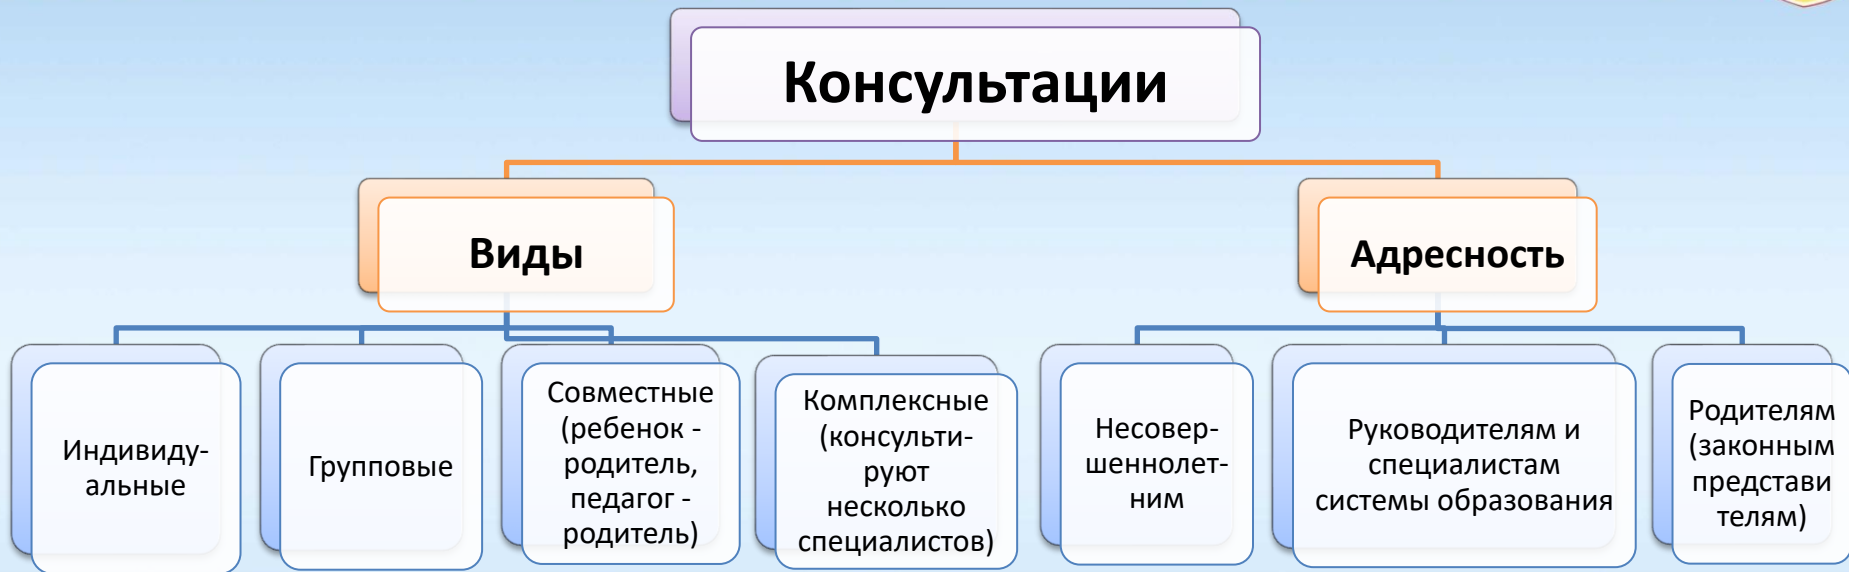 Консультации
Виды
Адресность
Индивиду-
альные
Групповые
Совместные
(ребенок -
родитель,
педагог -
родитель)
Комплексные
(консульти-
руют
несколько
специалистов)
Несовер-
шеннолет-
ним
Руководителям и
специалистам
системы образования
Родителям
(законным
представи
телям)